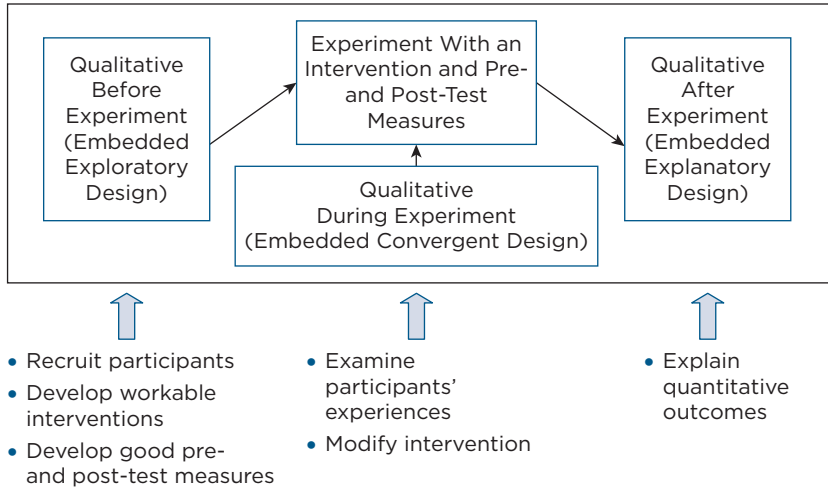 Qualitative
Before
Experiment
(Embedded
Exploratory
Design)
Experiment With an
Intervention and Pre-
and Post-Test
Measures
Qualitative
During Experiment
(Embedded Convergent Design)
Qualitative
After
Experiment
(Embedded
Explanatory
Design)
• Recruit participants
• Develop workable
interventions
• Develop good pre-
and post-test measures
• Examine
participants’
experiences
• Modify intervention
• Explain
quantitative
outcomes